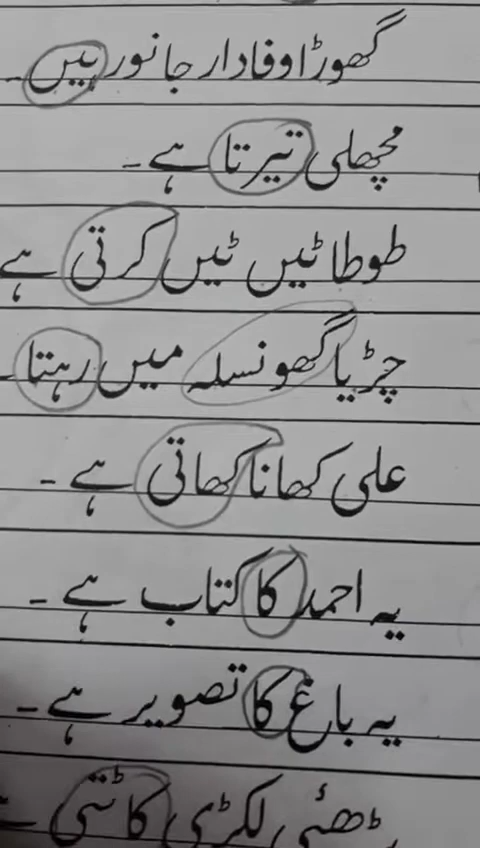 گھوڑا وفادار جانور ہیں۔
مچھلی تیرتا ہے۔
طوطا ٹیں ٹیں کرتی ہے
چڑیا گھونسلہ میں رہتا
علی کھانا کھاتی ہے۔
یہ احمد کا کتاب ہے۔
یہ باغ کا تصویر ہے۔
لکڑی کاٹتی